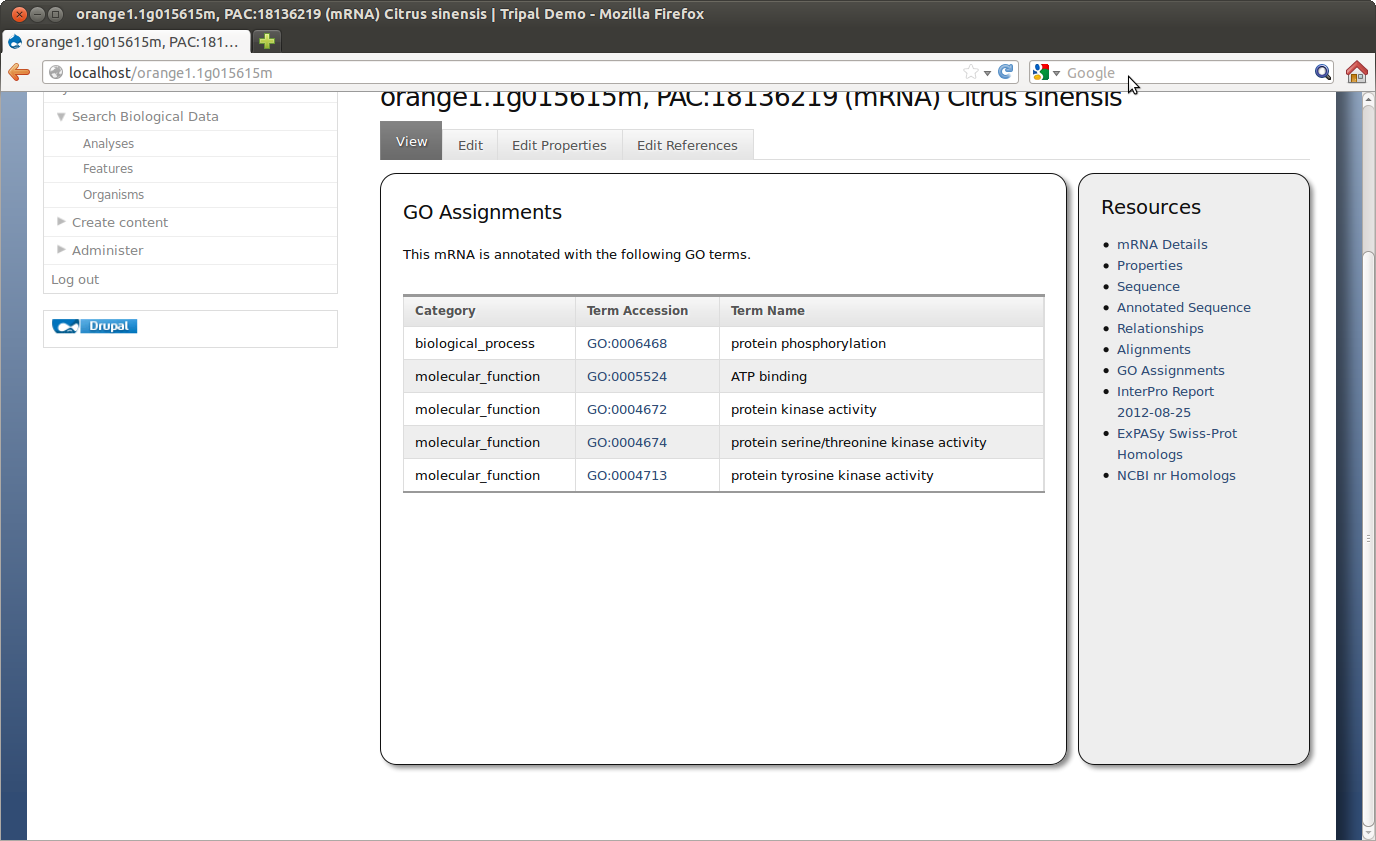 orange1.1g015615m, PAC:18136219 (mRNA) Citrus sinensis | Tripal Demo - Mozilla Firefox
orange1.1g015615m, PAC:181...
localhost/orange1.1g015615m
Google
Search Biological Data
Analyses
Features
Organisms
Create content
Administer
Log out
Drupal
orange1.1g015615m, PAC:18136219 (mRNA) Citrus sinensis
View Edit Edit Properties Edit References
GO Assignments
This mRNA is annotated with the following GO terms.
Category Term Accession Term Name
biological_process GO:0006468 protein phosphorylation
molecular_function GO:0005524 ATP binding
molecular_function GO:0004672 protein kinase activity
molecular_function GO:0004674 protein serine/threonine kinase activity
molecular_function GO:0004713 protein tyrosine kinase activity
Resources
mRNA Details
Properties
Sequence
Annotated Sequence
Relationships
Alignments
GO Assignments
InterPro Report
2012-08-25
ExPASy Swiss-Prot
Homologs
NCBI nr Homologs